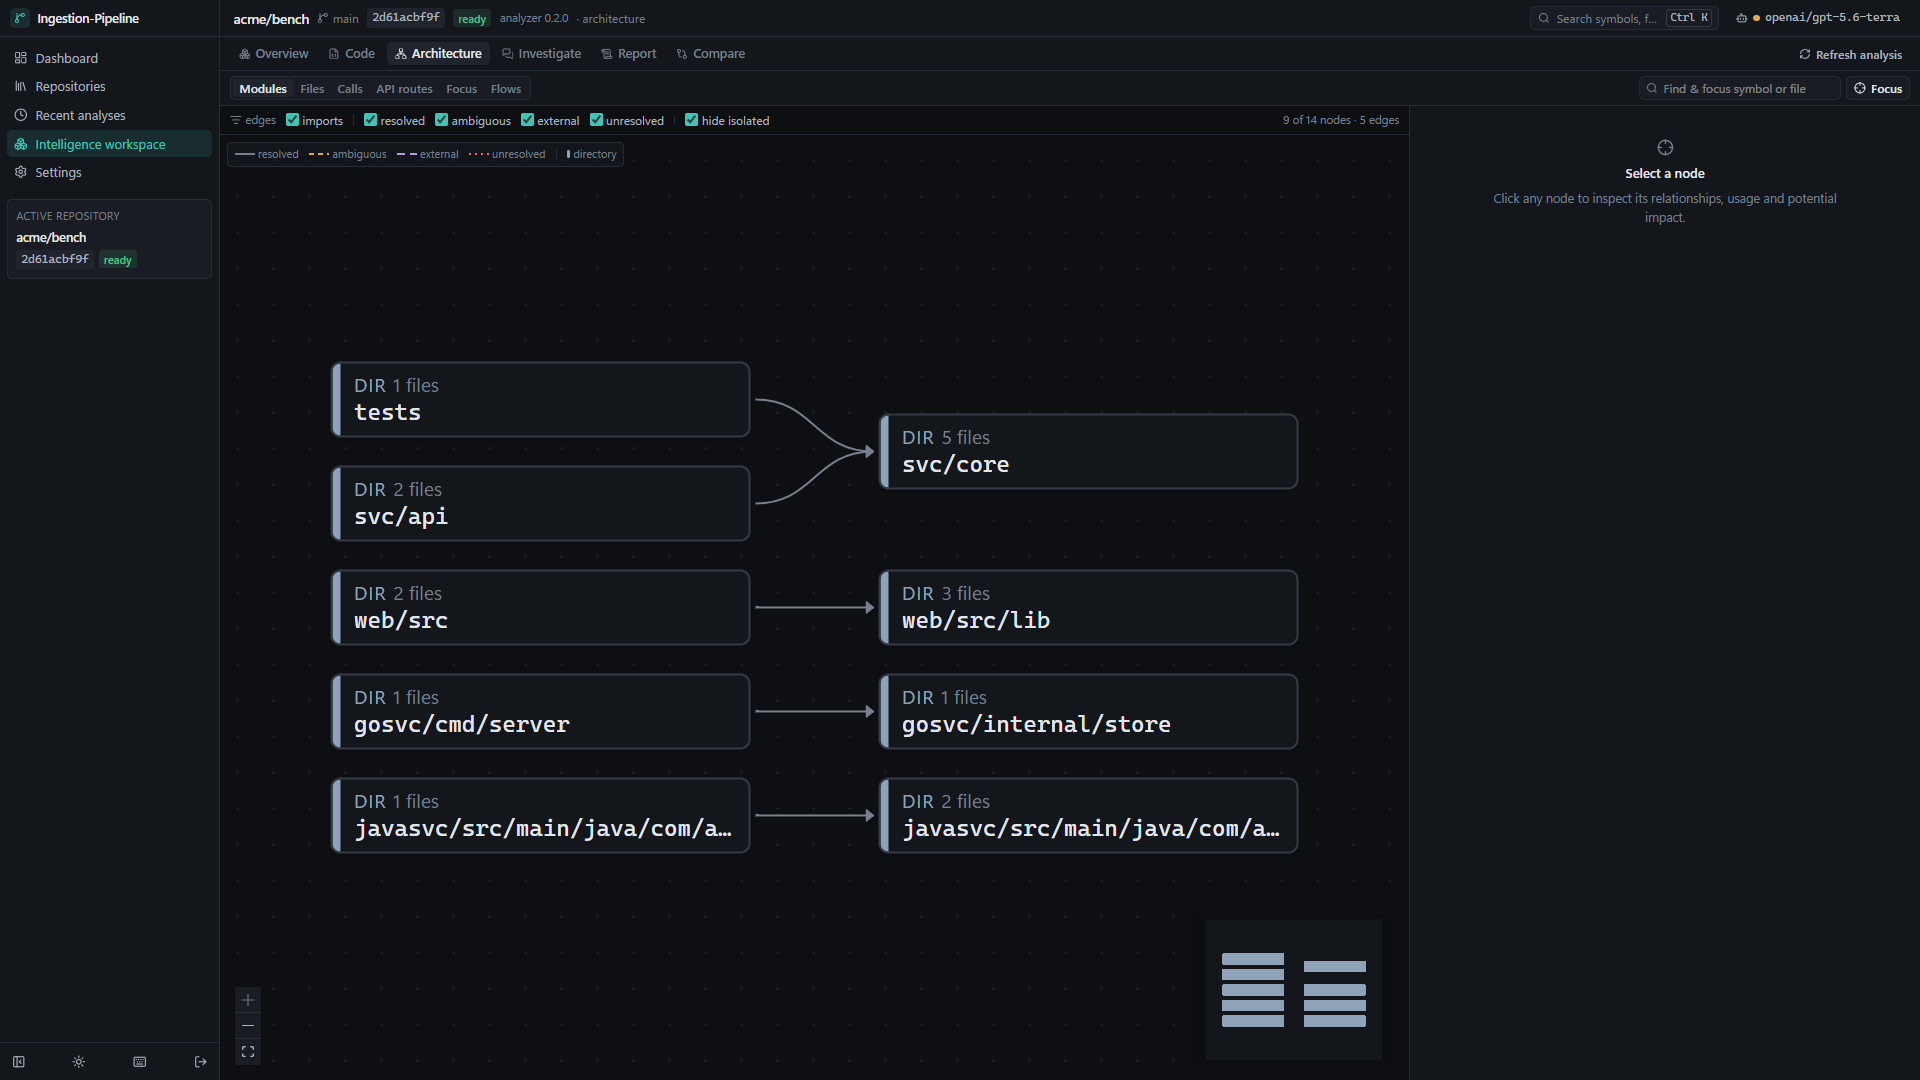 Ingestion-Pipeline
Dashboard
Repositories
Recent analyses
Intelligence workspace
Settings
ACTIVE REPOSITORY
acme/bench
2d61acbf9f ready
acme/bench main 2d61acbf9f ready analyzer 0.2.0 · architecture
Search symbols, f... Ctrl K
openai/gpt-5.6-terra
Overview Code Architecture Investigate Report Compare
Refresh analysis
Modules Files Calls API routes Focus Flows
Find & focus symbol or file
Focus
edges imports resolved ambiguous external unresolved hide isolated
9 of 14 nodes · 5 edges
resolved ambiguous external unresolved directory
DIR 1 files
tests
DIR 5 files
svc/core
DIR 2 files
svc/api
DIR 2 files
web/src
DIR 3 files
web/src/lib
DIR 1 files
gosvc/cmd/server
DIR 1 files
gosvc/internal/store
DIR 1 files
javasvc/src/main/java/com/a…
DIR 2 files
javasvc/src/main/java/com/a…
Select a node
Click any node to inspect its relationships, usage and potential
impact.